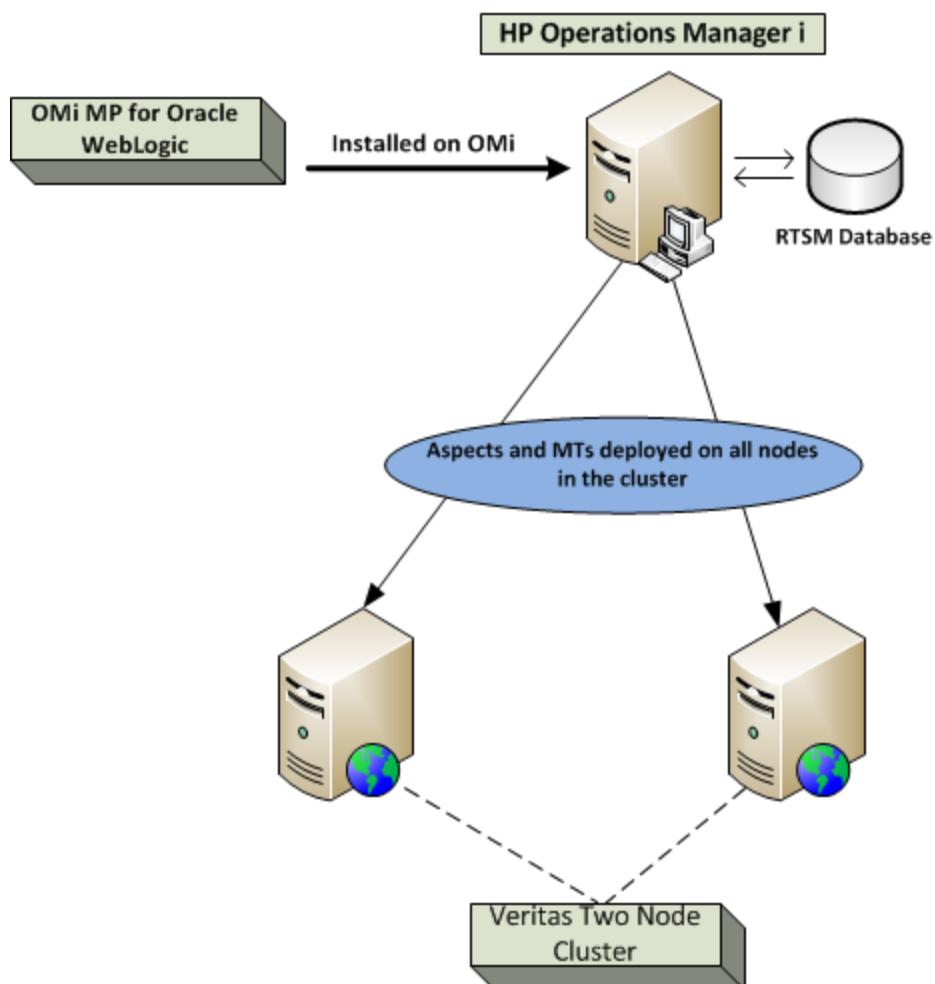 HP Operations Manager i
OMi MP for Oracle
WebLogic
Installed on OMi
RTSM Database
Aspects and MTs deployed on all nodes
in the cluster
Veritas Two Node
Cluster